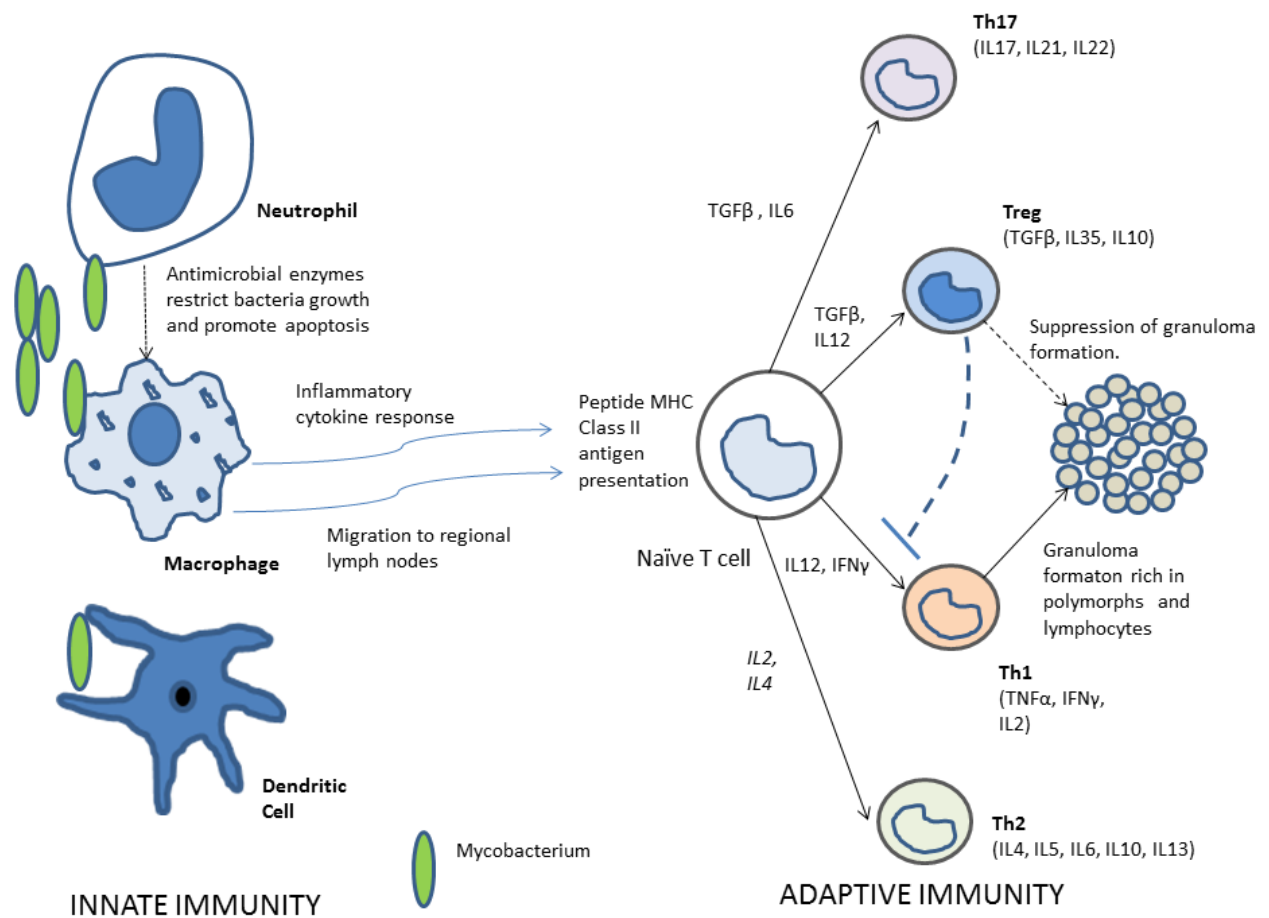 Th17
(IL17, IL21, IL22)
Neutrophil
Antimicrobial enzymes
restrict bacteria growth
and promote apoptosis
TGFβ , IL6
Treg
(TGFβ, IL35, IL10)
TGFβ,
IL12
Suppression of granuloma
formation.
Inflammatory
cytokine response
Peptide MHC
Class II
antigen
presentation
Macrophage
Migration to regional
lymph nodes
Naïve T cell
IL12, IFNγ
Granuloma
formaton rich in
polymorphs and
lymphocytes
IL2,
IL4
Th1
(TNFα, IFNγ,
IL2)
Dendritic
Cell
Th2
(IL4, IL5, IL6, IL10, IL13)
Mycobacterium
INNATE IMMUNITY
ADAPTIVE IMMUNITY